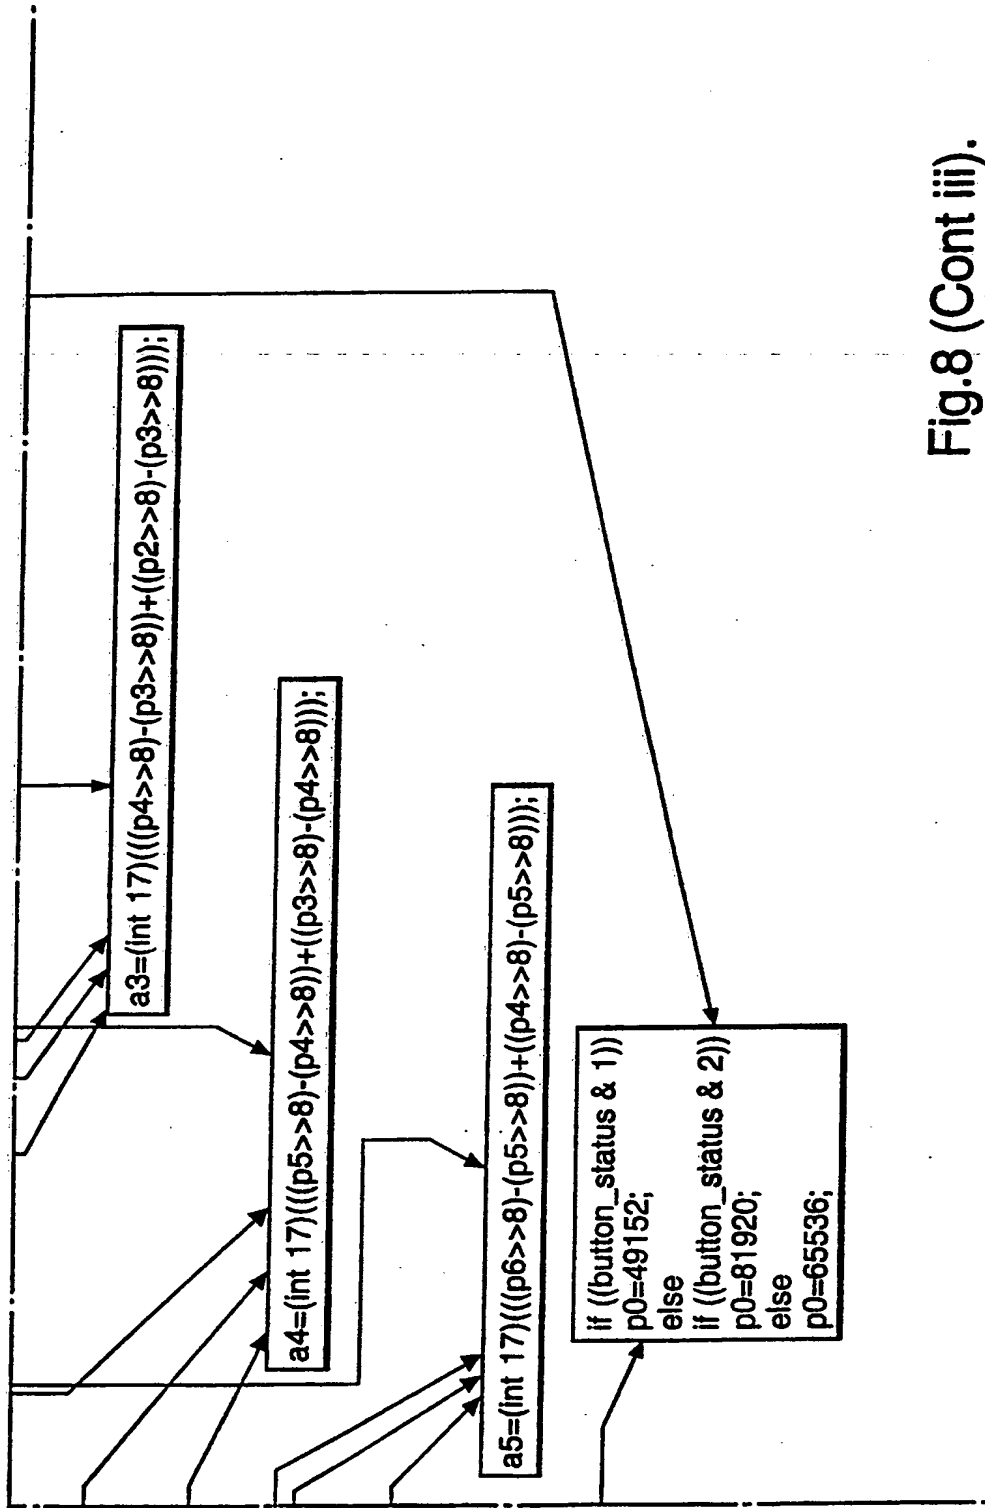 a3=(int 17)(((p4>>8)-(p3>>8))+((p2>>8)-(p3>>8)));
a4=(int 17)(((p5>>8)-(p4>>8))+((p3>>8)-(p4>>8)));
a5=(int 17)(((p6>>8)-(p5>>8))+((p4>>8)-(p5>>8)));
if ((button_status & 1))
p0=49152;
else
if ((button_status & 2))
p0=81920;
else
p0=65536;
Fig.8 (Cont iii).